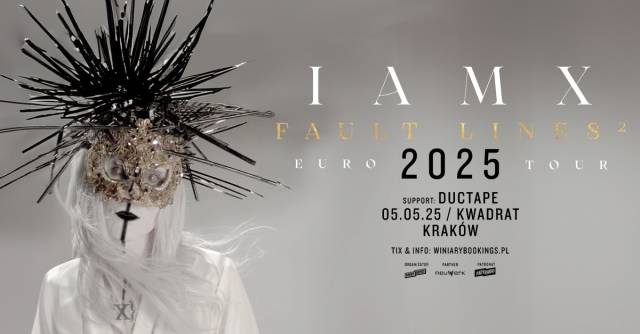 IAMX
FAULT LINES²
EURO 2025 TOUR
SUPPORT: DUCTAPE
05.05.25 / KWADRAT
KRAKÓW
TIX & INFO: WINIARYBOOKINGS.PL
ORGANIZATOR PARTNER PATRONAT
neuwerk
X